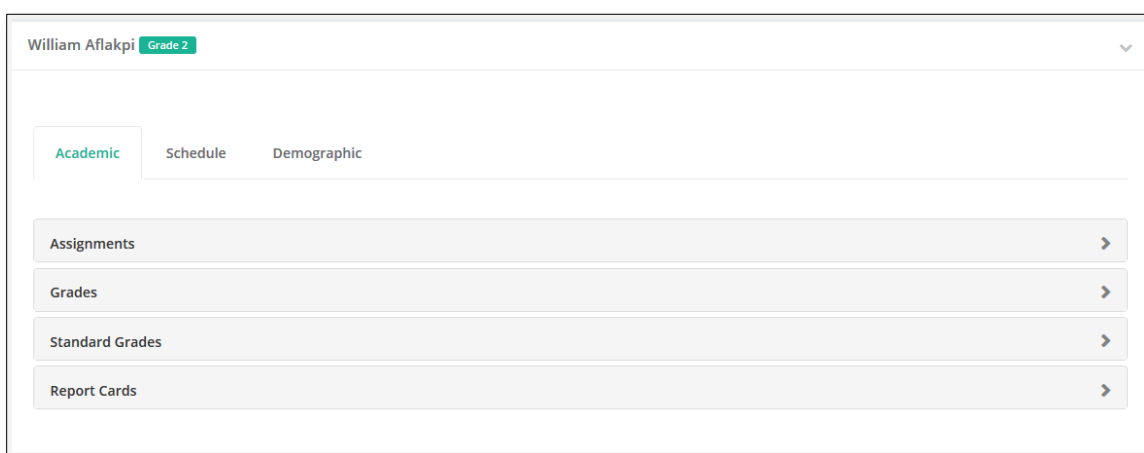 William Aflakpi Grade 2
Academic Schedule Demographic
Assignments
Grades
Standard Grades
Report Cards